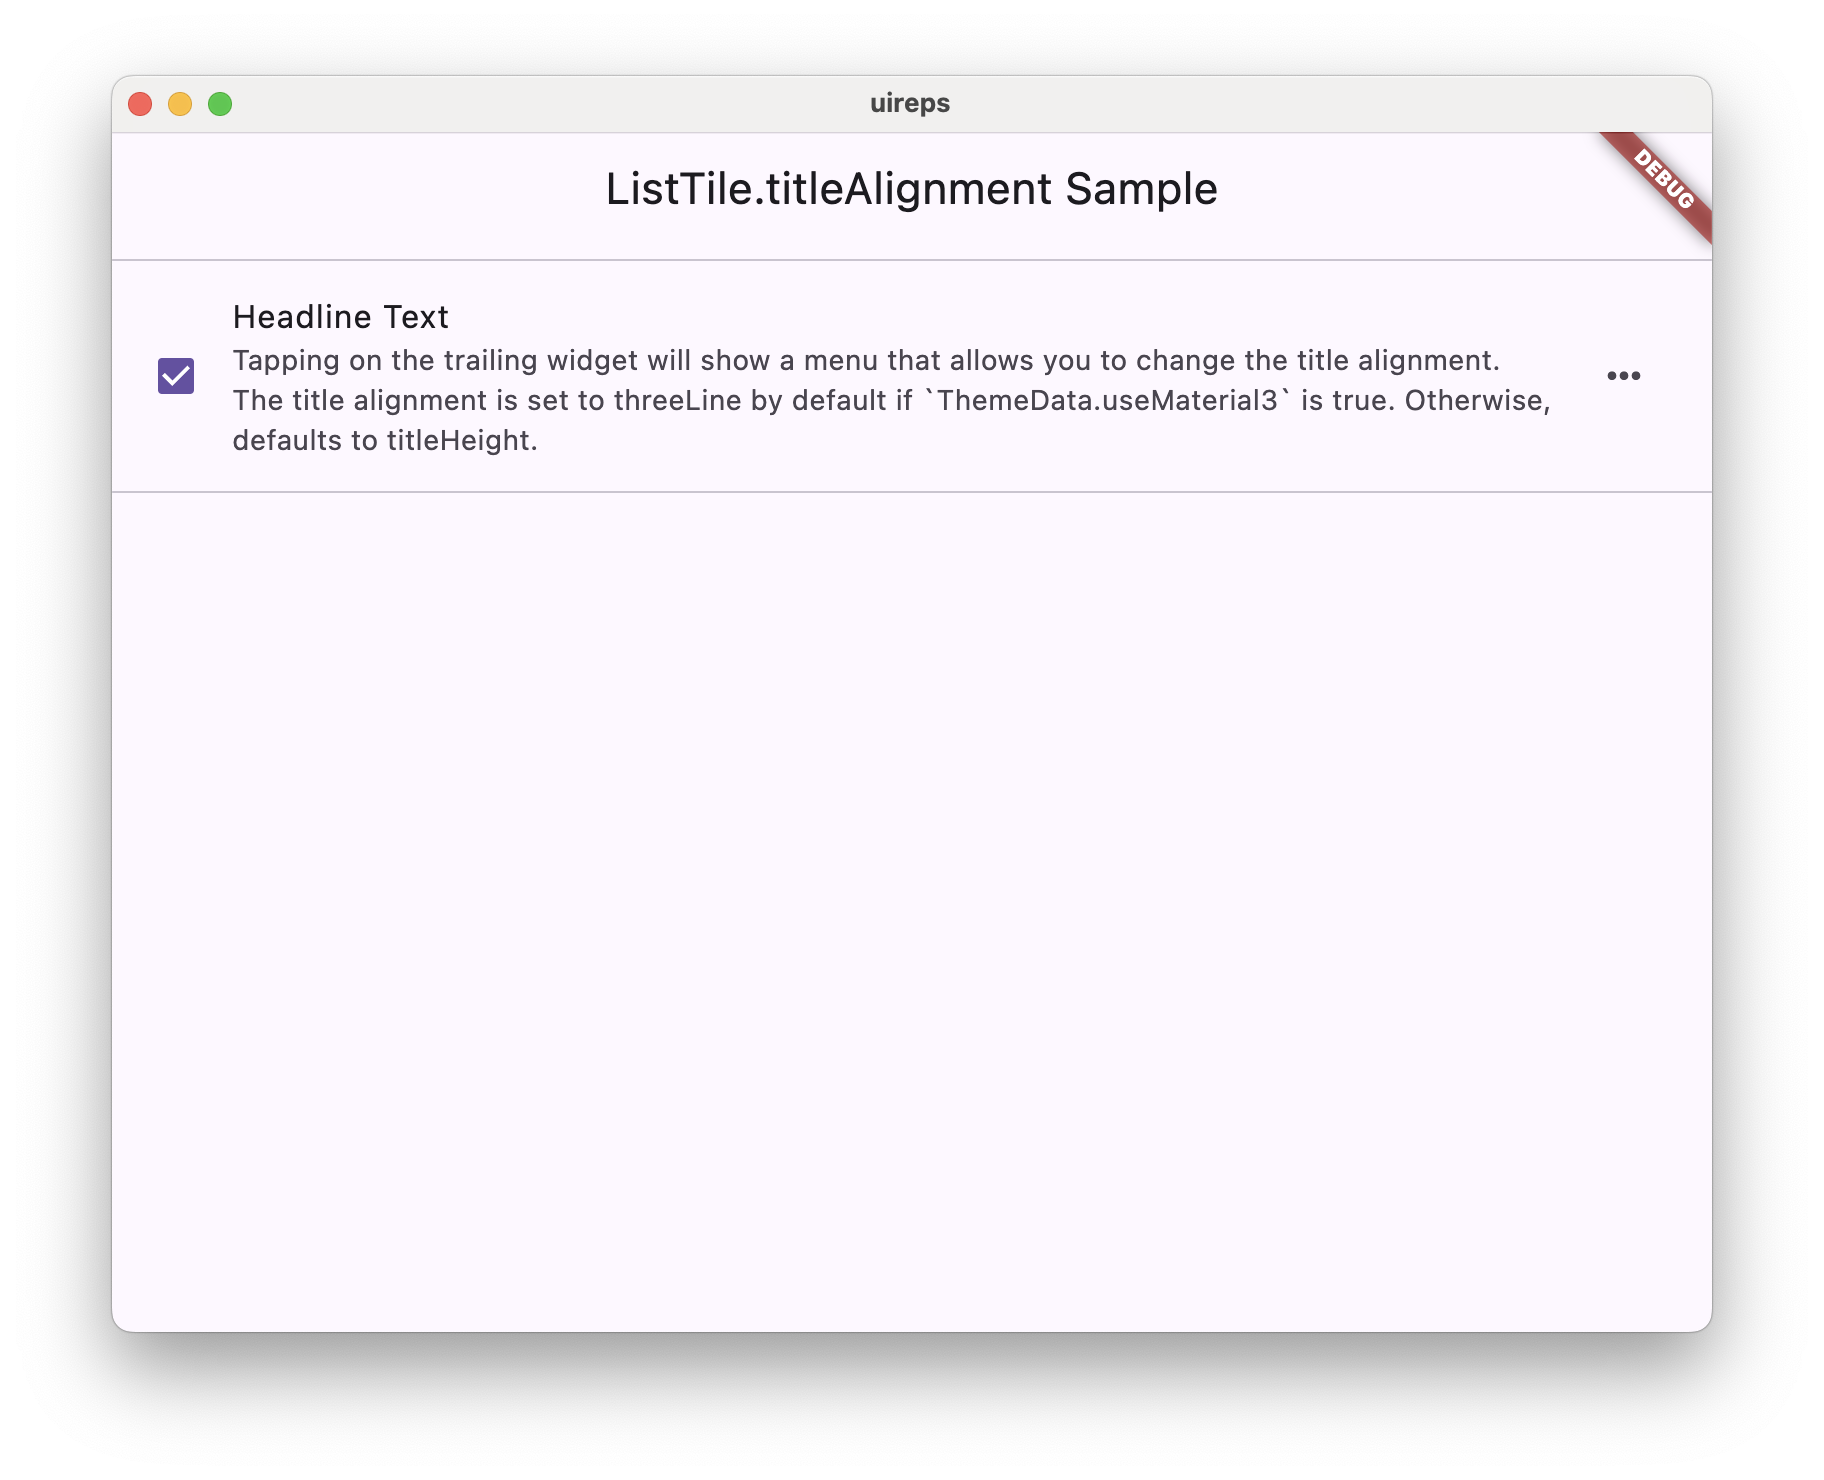 uireps
ListTile.titleAlignment Sample
DEBUG
Headline Text
Tapping on the trailing widget will show a menu that allows you to change the title alignment.
The title alignment is set to threeLine by default if `ThemeData.useMaterial3` is true. Otherwise,
defaults to titleHeight.